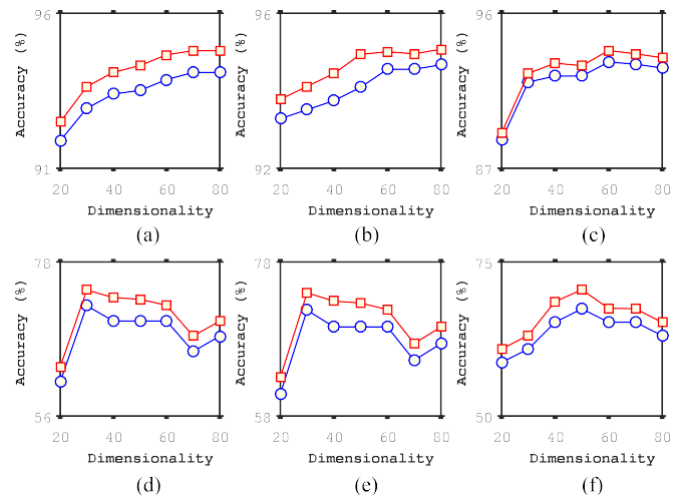 96 96 96
Accuracy (%) Accuracy (%) Accuracy (%)
91 92 87
20 40 60 80 20 40 60 80 20 40 60 80
Dimensionality Dimensionality Dimensionality
(a) (b) (c)
78 78 75
Accuracy (%) Accuracy (%) Accuracy (%)
56 58 50
20 40 60 80 20 40 60 80 20 40 60 80
Dimensionality Dimensionality Dimensionality
(d) (e) (f)